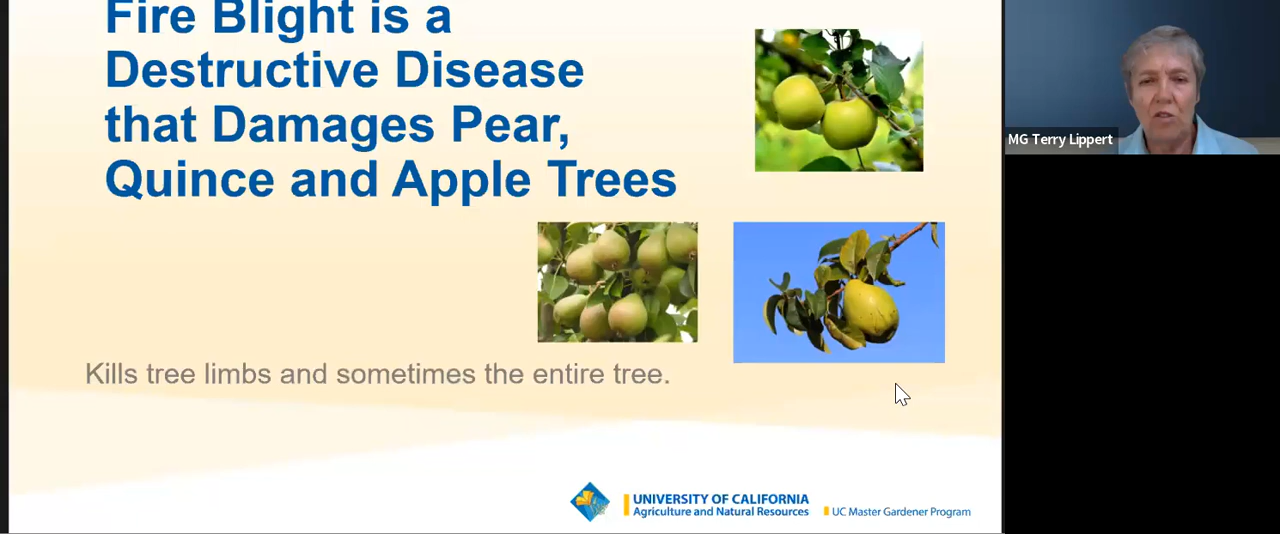 Fire Blight is a
Destructive Disease
that Damages Pear,
Quince and Apple Trees
MG Terry Lippert
Kills tree limbs and sometimes the entire tree.
UNIVERSITY OF CALIFORNIA
Agriculture and Natural Resources
UC Master Gardener Program